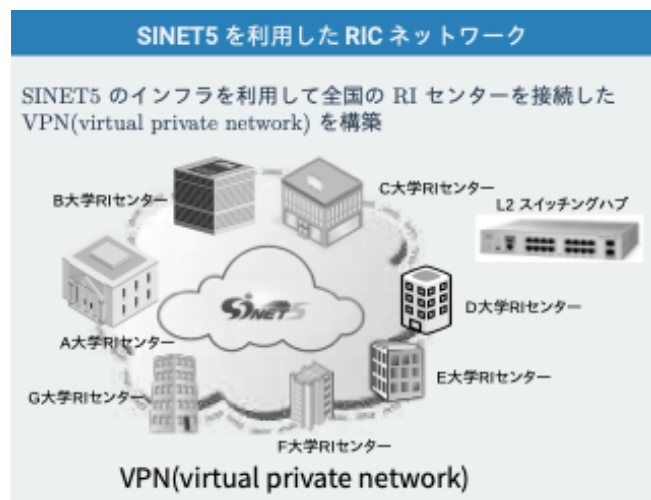 SINET5 を利用した RIC ネットワーク
SINET5 のインフラを利用して全国の RI センターを接続した
VPN(virtual private network) を構築
B大学RIセンター
C大学RIセンター
L2 スイッチングハブ
SINET5
D大学RIセンター
A大学RIセンター
E大学RIセンター
G大学RIセンター
F大学RIセンター
VPN(virtual private network)